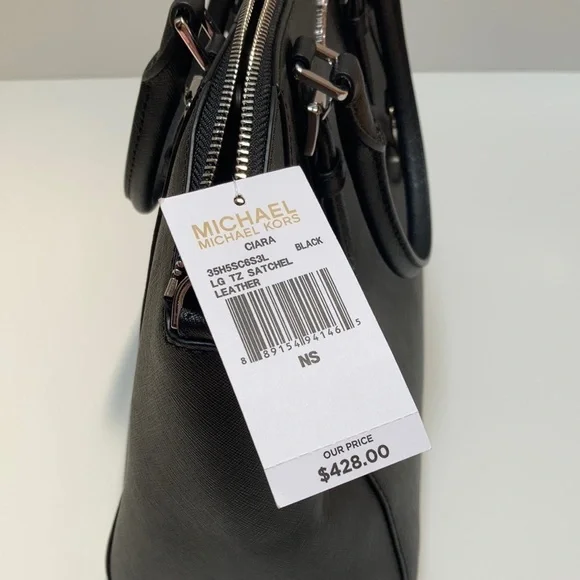 MICHAEL
MICHAEL KORS
CIARA
35H5SC6S3L BLACK
LG TZ SATCHEL
LEATHER
8 89154 94146 5
NS
OUR PRICE
$428.00